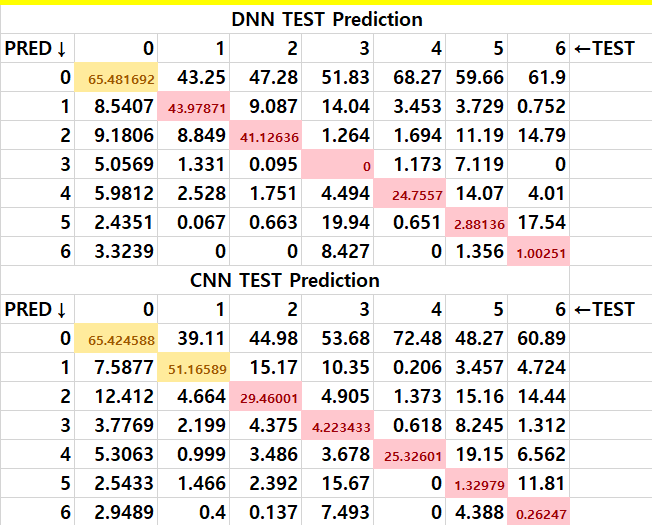 DNN TEST Prediction
PRED ↓ 0 1 2 3 4 5 6 ←TEST
0 65.481692 43.25 47.28 51.83 68.27 59.66 61.9
1 8.5407 43.97871 9.087 14.04 3.453 3.729 0.752
2 9.1806 8.849 41.12636 1.264 1.694 11.19 14.79
3 5.0569 1.331 0.095 0 1.173 7.119 0
4 5.9812 2.528 1.751 4.494 24.7557 14.07 4.01
5 2.4351 0.067 0.663 19.94 0.651 2.88136 17.54
6 3.3239 0 0 8.427 0 1.356 1.00251
CNN TEST Prediction
PRED ↓ 0 1 2 3 4 5 6 ←TEST
0 65.424588 39.11 44.98 53.68 72.48 48.27 60.89
1 7.5877 51.16589 15.17 10.35 0.206 3.457 4.724
2 12.412 4.664 29.46001 4.905 1.373 15.16 14.44
3 3.7769 2.199 4.375 4.223433 0.618 8.245 1.312
4 5.3063 0.999 3.486 3.678 25.32601 19.15 6.562
5 2.5433 1.466 2.392 15.67 0 1.32979 11.81
6 2.9489 0.4 0.137 7.493 0 4.388 0.26247